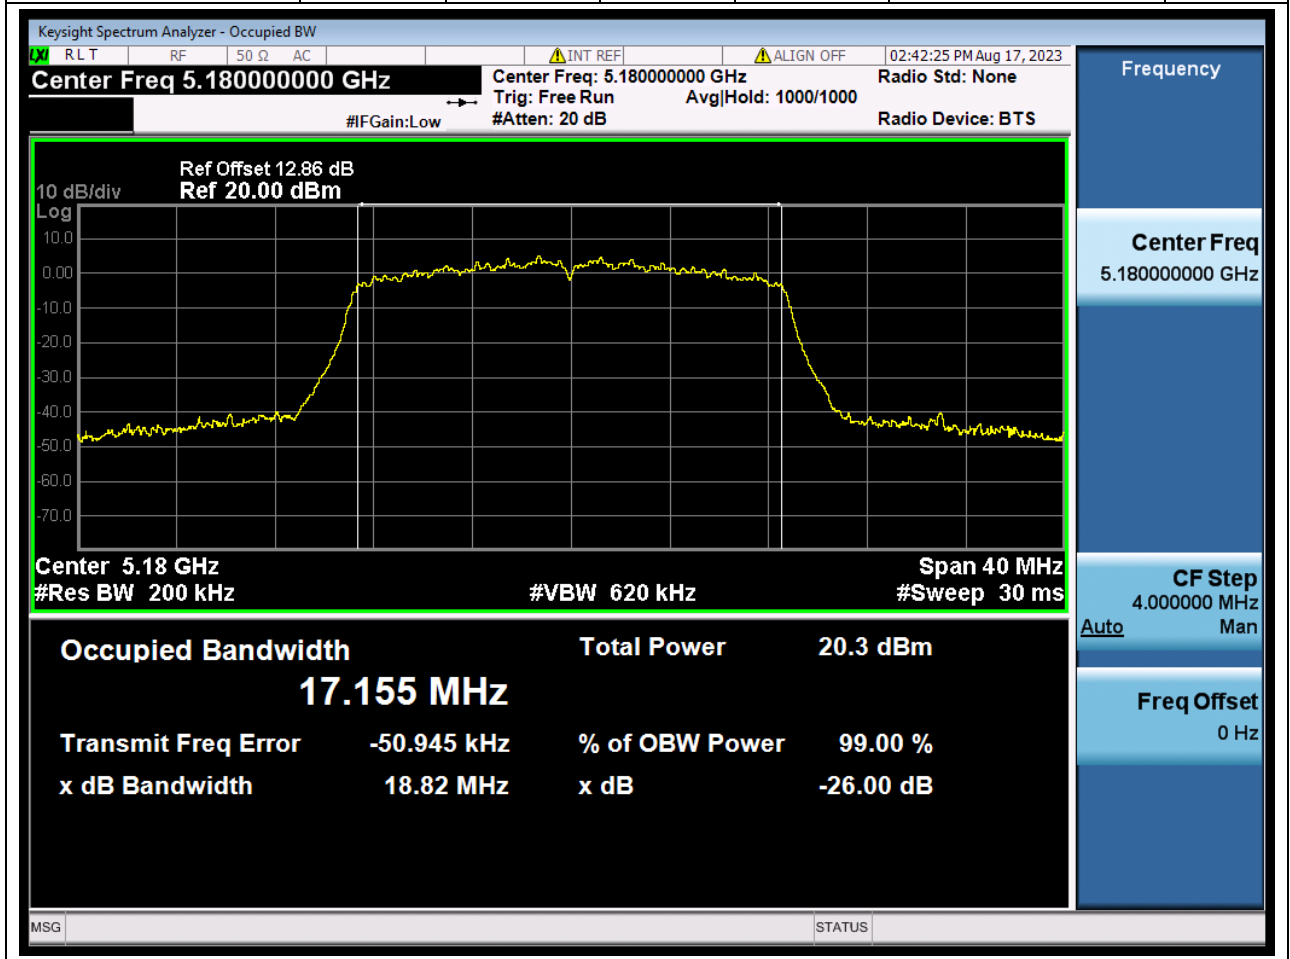 Keysight Spectrum Analyzer - Occupied BW
LXI RLT RF 50 Ω AC INT REF ALIGN OFF 02:42:25 PM Aug 17, 2023
Center Freq 5.180000000 GHz Center Freq: 5.180000000 GHz Radio Std: None
Trig: Free Run Avg|Hold: 1000/1000
#IFGain:Low #Atten: 20 dB Radio Device: BTS
Ref Offset 12.86 dB
10 dB/div Ref 20.00 dBm
Log
10.0
0.00
-10.0
-20.0
-30.0
-40.0
-50.0
-60.0
-70.0
Center 5.18 GHz Span 40 MHz
#Res BW 200 kHz #VBW 620 kHz #Sweep 30 ms
Occupied Bandwidth Total Power 20.3 dBm
17.155 MHz
Transmit Freq Error -50.945 kHz % of OBW Power 99.00 %
x dB Bandwidth 18.82 MHz x dB -26.00 dB
MSG STATUS
Frequency
Center Freq
5.180000000 GHz
CF Step
4.000000 MHz
Auto Man
Freq Offset
0 Hz